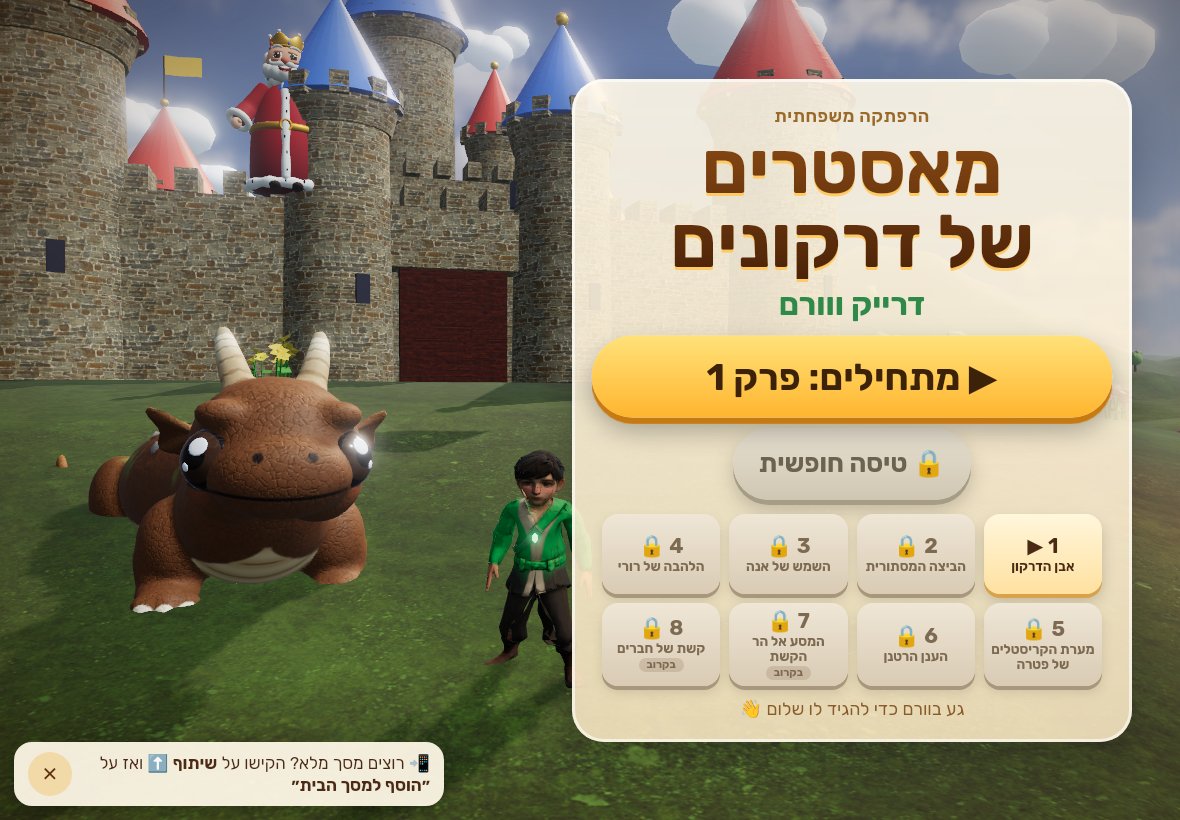 הרפתקה משפחתית
מאסטרים
של דרקונים
דרייק ווורם
▶ מתחילים: פרק 1
🔒 טיסה חופשית
1 ▶
אבן הדרקון
2 🔒
הביצה המסתורית
3 🔒
השמש של אנה
4 🔒
הלהבה של רורי
5 🔒
מערת הקריסטלים
של פטרה
6 🔒
הענן הרטנן
7 🔒
המסע אל הר
הקשת
בקרוב
8 🔒
קשת של חברים
בקרוב
גע בוורם כדי להגיד לו שלום 👋
📲 רוצים מסך מלא? הקישו על שיתוף ⬆️ ואז על
״הוסף למסך הבית״
✕